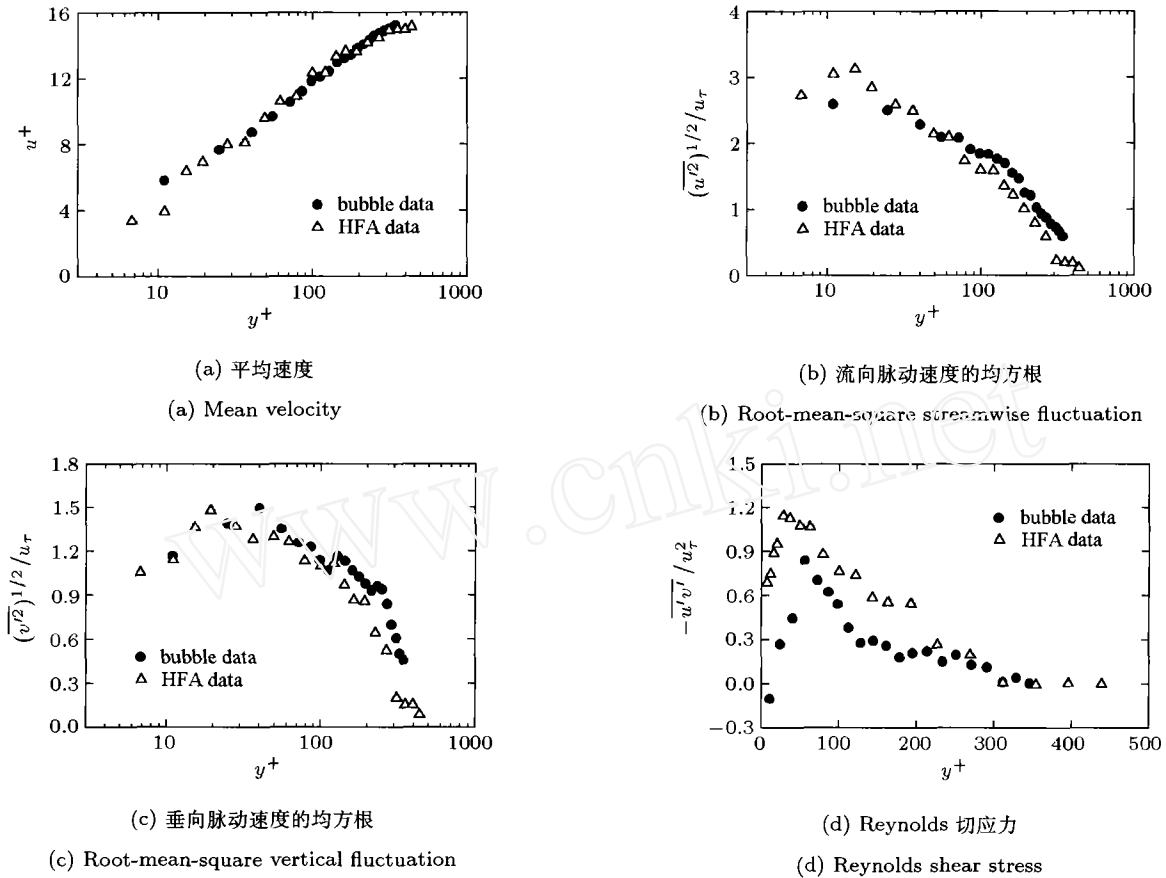 16
12
8
4
0
u⁺
bubble data
HFA data
10
100
1000
y⁺
(a) 平均速度
(a) Mean velocity
4
3
2
1
0
(u'²)^1/2/u_τ
bubble data
HFA data
10
100
1000
y⁺
(b) 流向脉动速度的均方根
(b) Root-mean-square streamwise fluctuation
www.cnki.net
1.8
1.5
1.2
0.9
0.6
0.3
0.0
(v'²)^1/2/u_τ
bubble data
HFA data
10
100
1000
y⁺
(c) 垂向脉动速度的均方根
(c) Root-mean-square vertical fluctuation
1.5
1.2
0.9
0.6
0.3
0.0
−0.3
−u'v'/u_τ²
bubble data
HFA data
0
100
200
300
400
500
y⁺
(d) Reynolds 切应力
(d) Reynolds shear stress